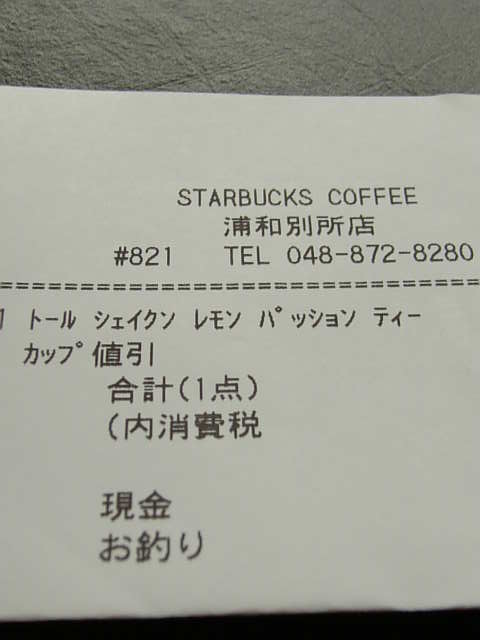 STARBUCKS COFFEE
浦和別所店
#821 TEL 048-872-8280
================================
トール シェイクン レモン パッション ティー
カップ値引
合計(1点)
(内消費税
現金
お釣り